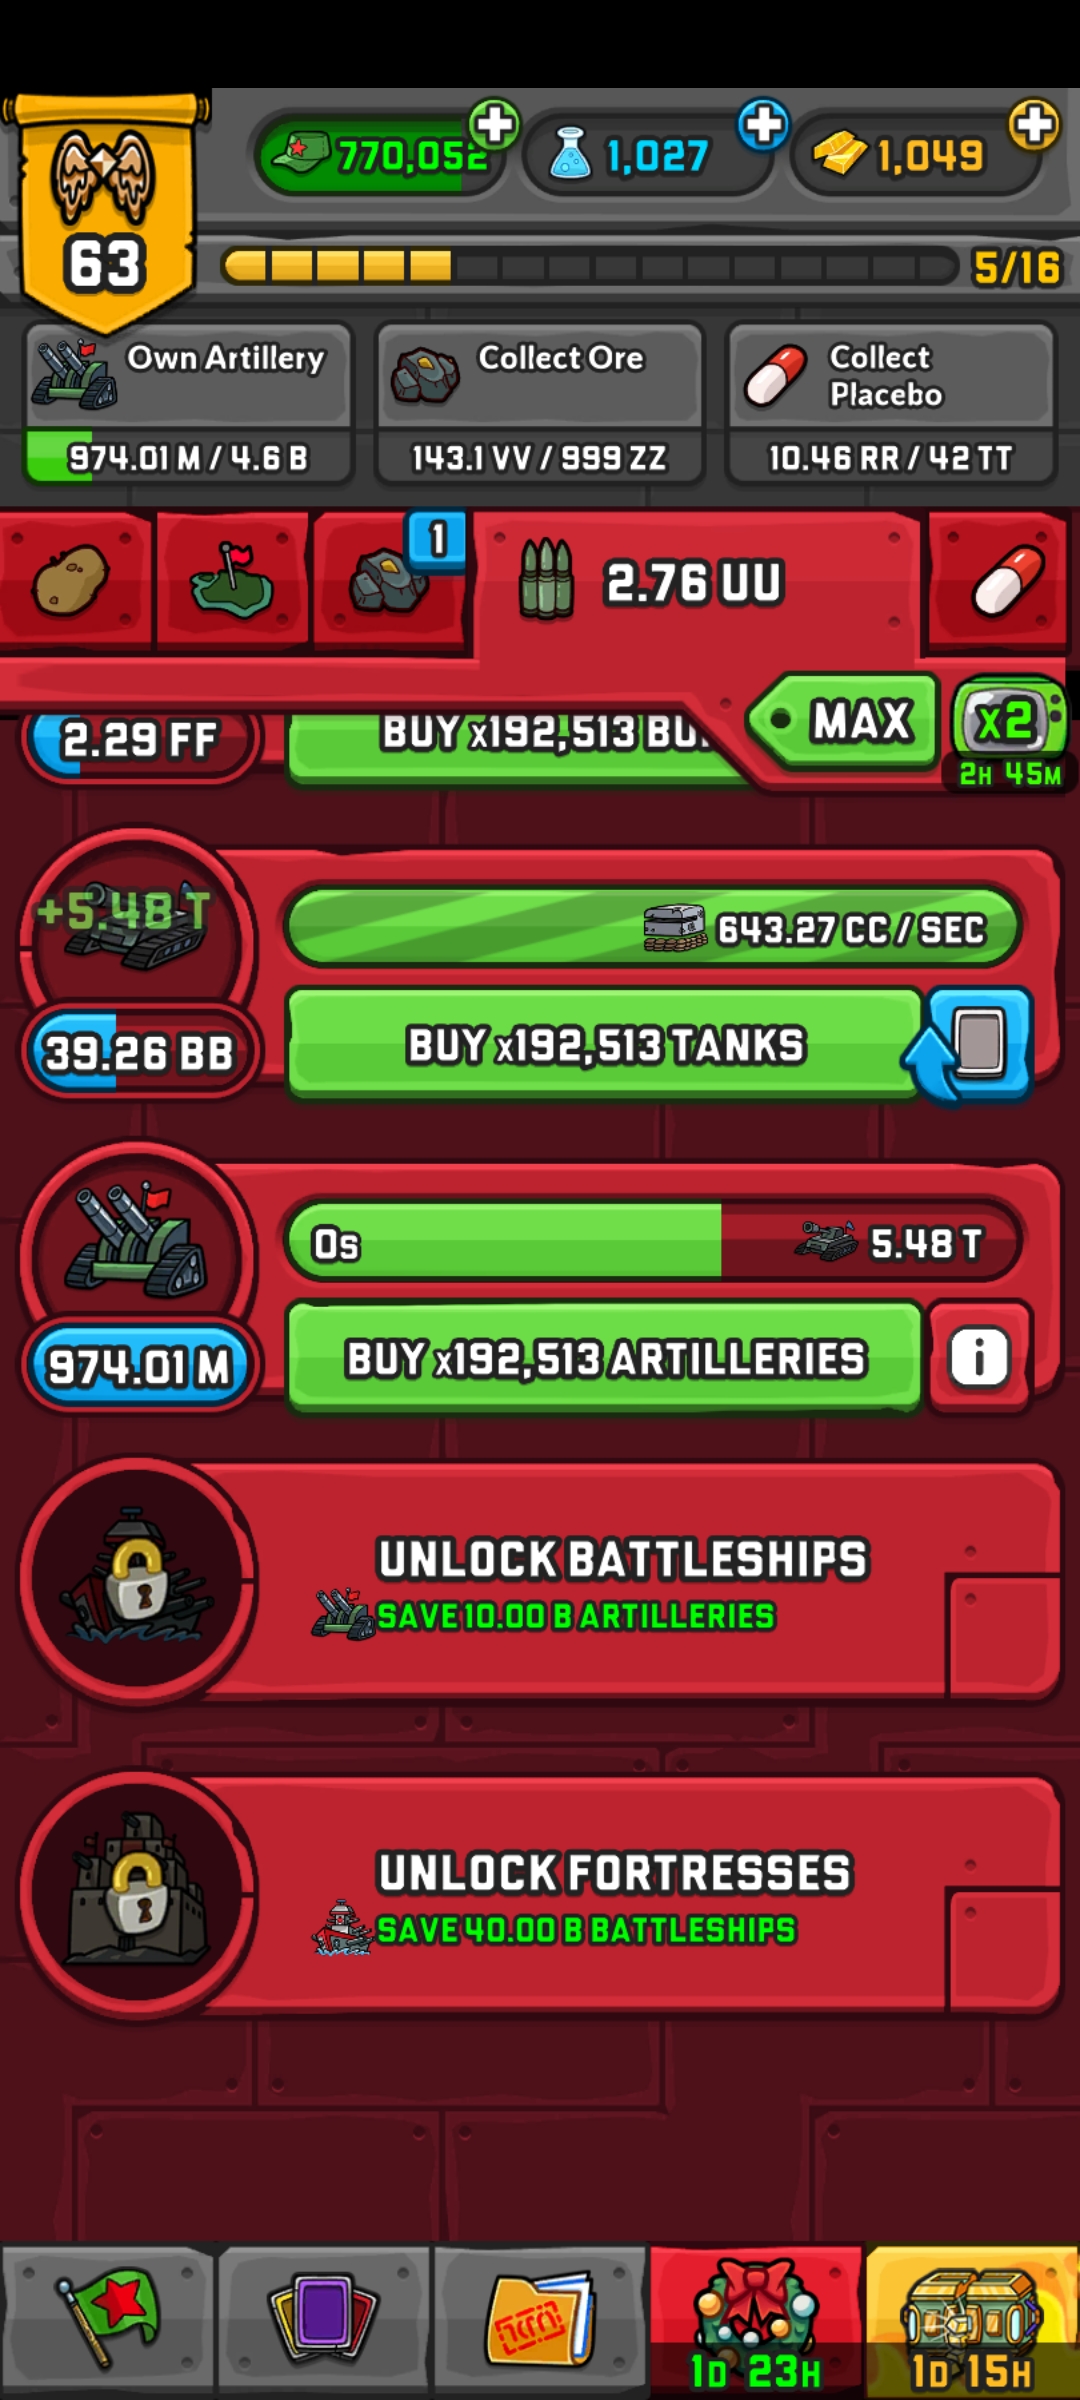 770,052
1,027
1,049
63
5/16
Own Artillery
974.01 M / 4.6 B
Collect Ore
143.1 VV / 999 ZZ
Collect
Placebo
10.46 RR / 42 TT
1
2.76 UU
MAX
x2
2H 45M
2.29 FF
BUY x192,513
+5.48 T
643.27 CC / SEC
39.26 BB
BUY x192,513 TANKS
0s
5.48 T
974.01 M
BUY x192,513 ARTILLERIES
i
UNLOCK BATTLESHIPS
SAVE 10.00 B ARTILLERIES
UNLOCK FORTRESSES
SAVE 40.00 B BATTLESHIPS
1D 23H
1D 15H